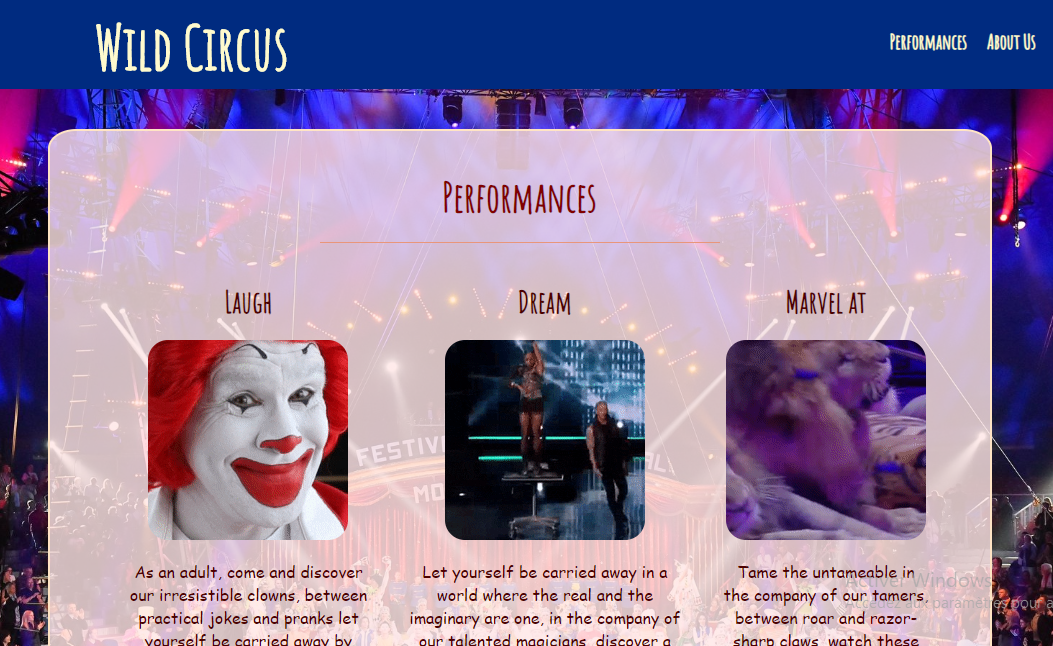 Wild Circus
Performances
About Us
Performances
Laugh
Dream
Marvel at
FESTIV
AL
MO
As an adult, come and discover
our irresistible clowns, between
practical jokes and pranks let
yourself be carried away by
Let yourself be carried away in a
world where the real and the
imaginary are one, in the company of
our talented magicians, discover a
Tame the untameable in
the company of our tamers,
between roar and razor-
sharp claws, watch these
Activer Windows
Accédez aux paramètres pour a